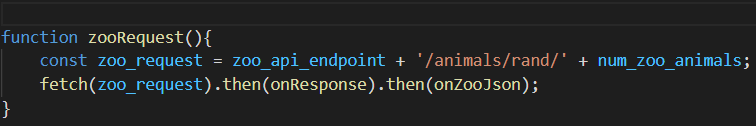 function zooRequest(){
    const zoo_request = zoo_api_endpoint + '/animals/rand/' + num_zoo_animals;
    fetch(zoo_request).then(onResponse).then(onZooJson);
}